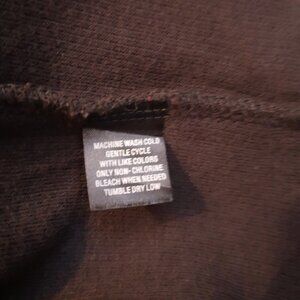 MACHINE WASH COLD
GENTLE CYCLE
WITH LIKE COLORS
ONLY NON- CHLORINE
BLEACH WHEN NEEDED
TUMBLE DRY LOW